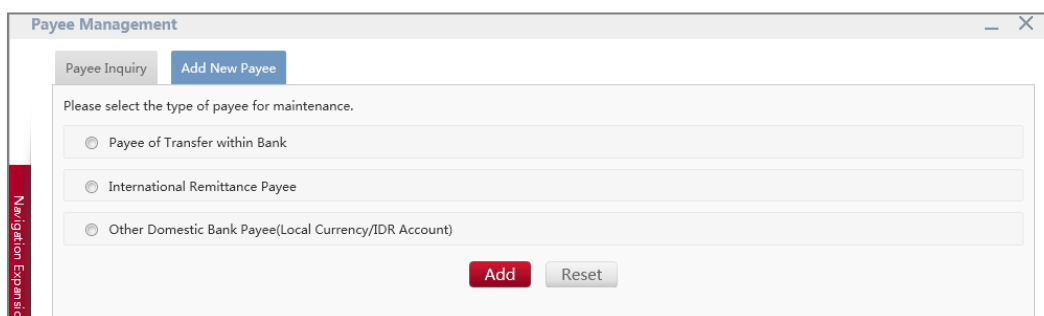 Payee Management
Payee Inquiry Add New Payee
Please select the type of payee for maintenance.
Payee of Transfer within Bank
International Remittance Payee
Other Domestic Bank Payee(Local Currency/IDR Account)
Add Reset
Navigation